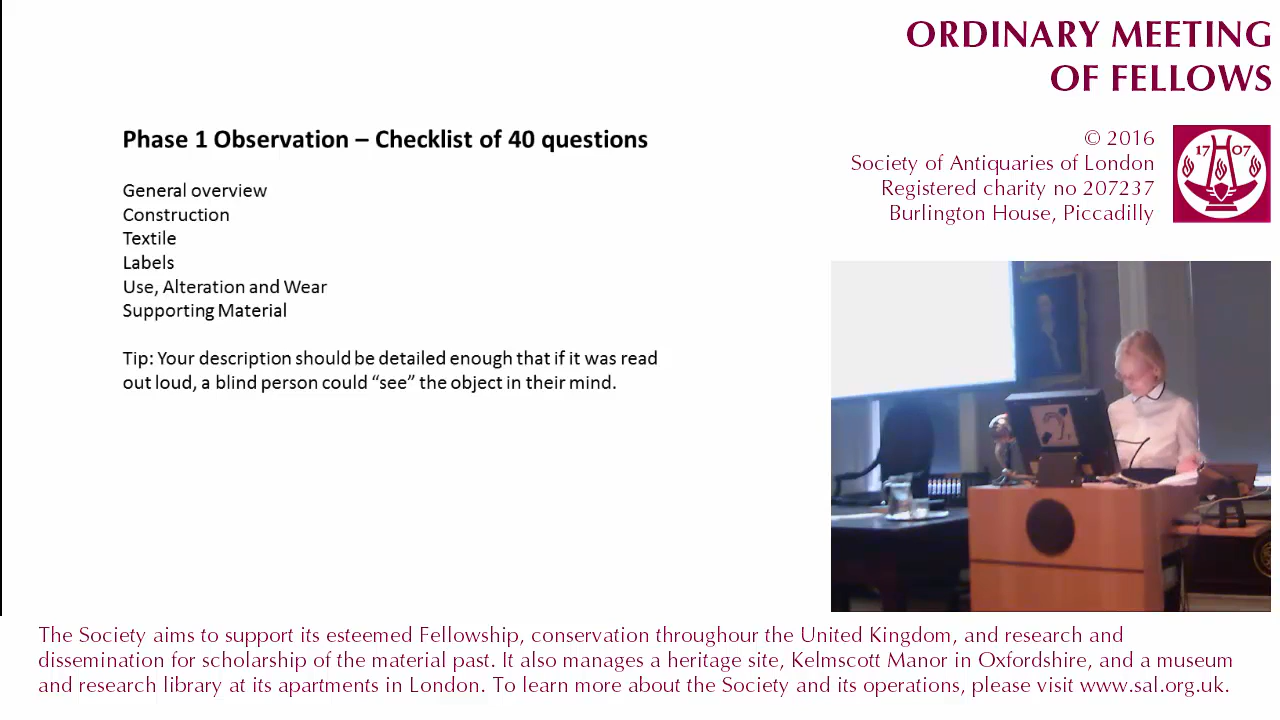 ORDINARY MEETING
OF FELLOWS
Phase 1 Observation – Checklist of 40 questions
General overview
Construction
Textile
Labels
Use, Alteration and Wear
Supporting Material
Tip: Your description should be detailed enough that if it was read
out loud, a blind person could “see” the object in their mind.
© 2016
Society of Antiquaries of London
Registered charity no 207237
Burlington House, Piccadilly
17 07
The Society aims to support its esteemed Fellowship, conservation throughour the United Kingdom, and research and
dissemination for scholarship of the material past. It also manages a heritage site, Kelmscott Manor in Oxfordshire, and a museum
and research library at its apartments in London. To learn more about the Society and its operations, please visit www.sal.org.uk.